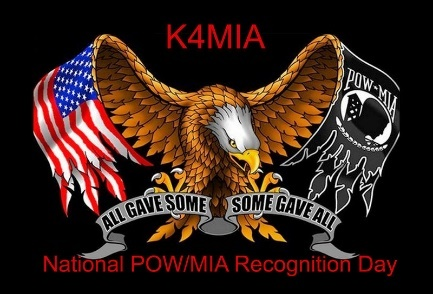 K4MIA
POW★MIA
ALL GAVE SOME SOME GAVE ALL
National POW/MIA Recognition Day